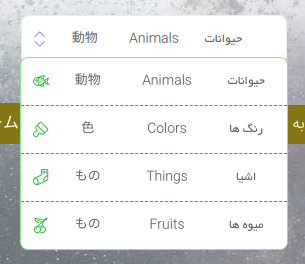 動物 Animals حیوانات
動物 Animals حیوانات
色 Colors رنگ ها
もの Things اشیا
もの Fruits میوه ها
به